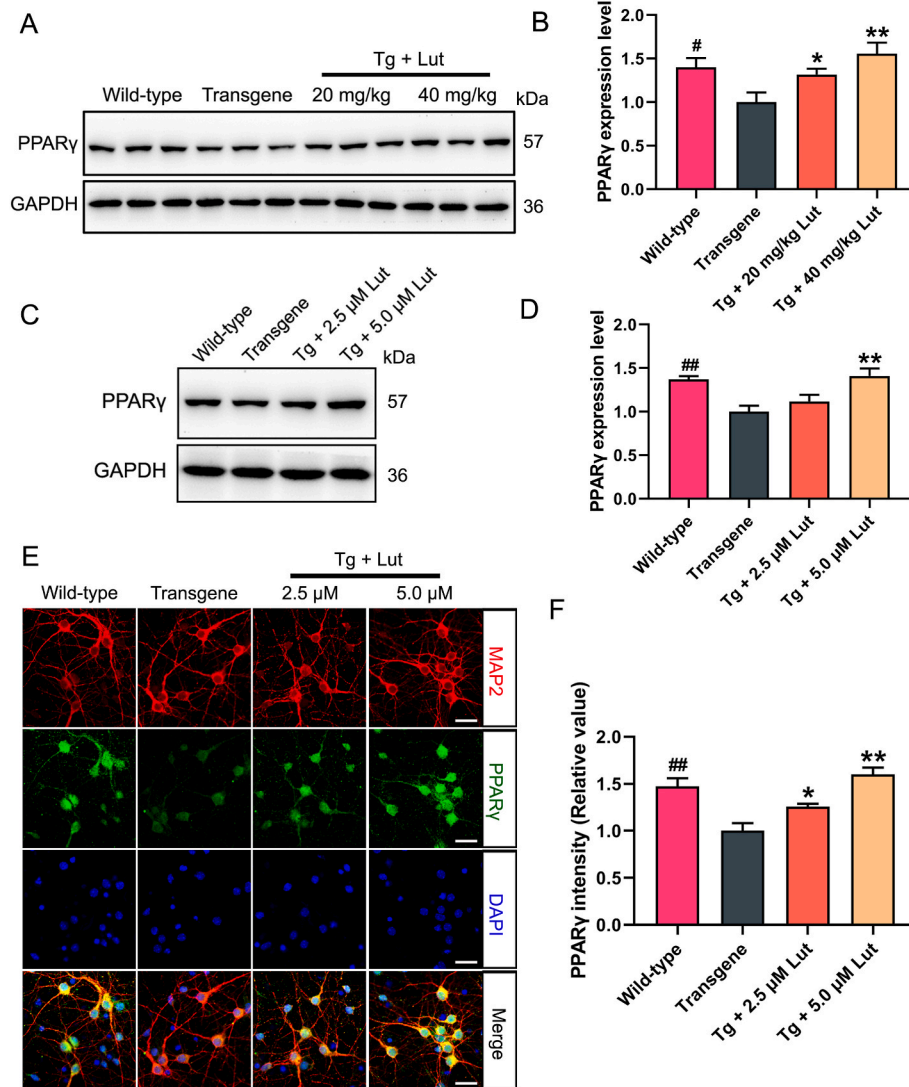 A
Tg + Lut
Wild-type Transgene 20 mg/kg 40 mg/kg kDa
PPARγ 57
GAPDH 36
B
PPARγ expression level
2.0
1.5
1.0
0.5
0.0
#
*
**
Wild-type
Transgene
Tg + 20 mg/kg Lut
Tg + 40 mg/kg Lut
C
Wild-type
Transgene
Tg + 2.5 μM Lut
Tg + 5.0 μM Lut
kDa
PPARγ 57
GAPDH 36
D
PPARγ expression level
2.0
1.5
1.0
0.5
0.0
##
**
Wild-type
Transgene
Tg + 2.5 μM Lut
Tg + 5.0 μM Lut
E
Tg + Lut
Wild-type Transgene 2.5 μM 5.0 μM
MAP2
PPARγ
DAPI
Merge
F
PPARγ intensity (Relative value)
2.0
1.5
1.0
0.5
0.0
##
*
**
Wild-type
Transgene
Tg + 2.5 μM Lut
Tg + 5.0 μM Lut